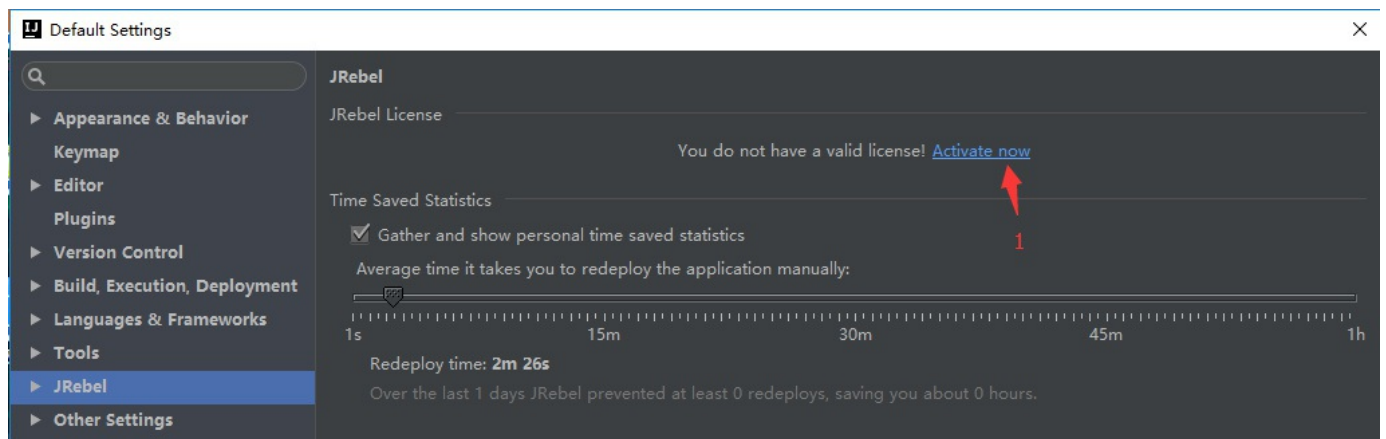 IJ Default Settings
JRebel
Appearance & Behavior
Keymap
Editor
Plugins
Version Control
Build, Execution, Deployment
Languages & Frameworks
Tools
JRebel
Other Settings
JRebel License
You do not have a valid license! Activate now
1
Time Saved Statistics
Gather and show personal time saved statistics
Average time it takes you to redeploy the application manually:
1s 15m 30m 45m 1h
Redeploy time: 2m 26s
Over the last 1 days JRebel prevented at least 0 redeploys, saving you about 0 hours.